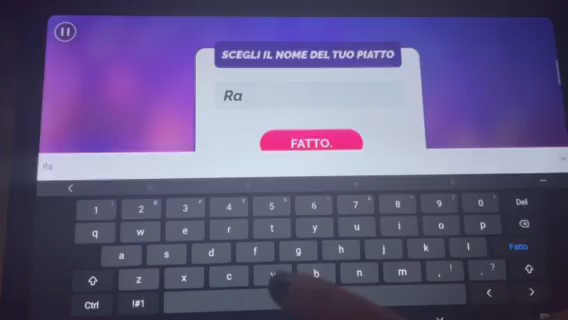 SCEGLI IL NOME DEL TUO PIATTO
Ra
FATTO.
Ra
1 2 3 4 5 6 7 8 9 0 Del
q w e r t y u i o p
a s d f g h j k l Fatto
z x c v b n m , ! . ?
Ctrl !#1 < >